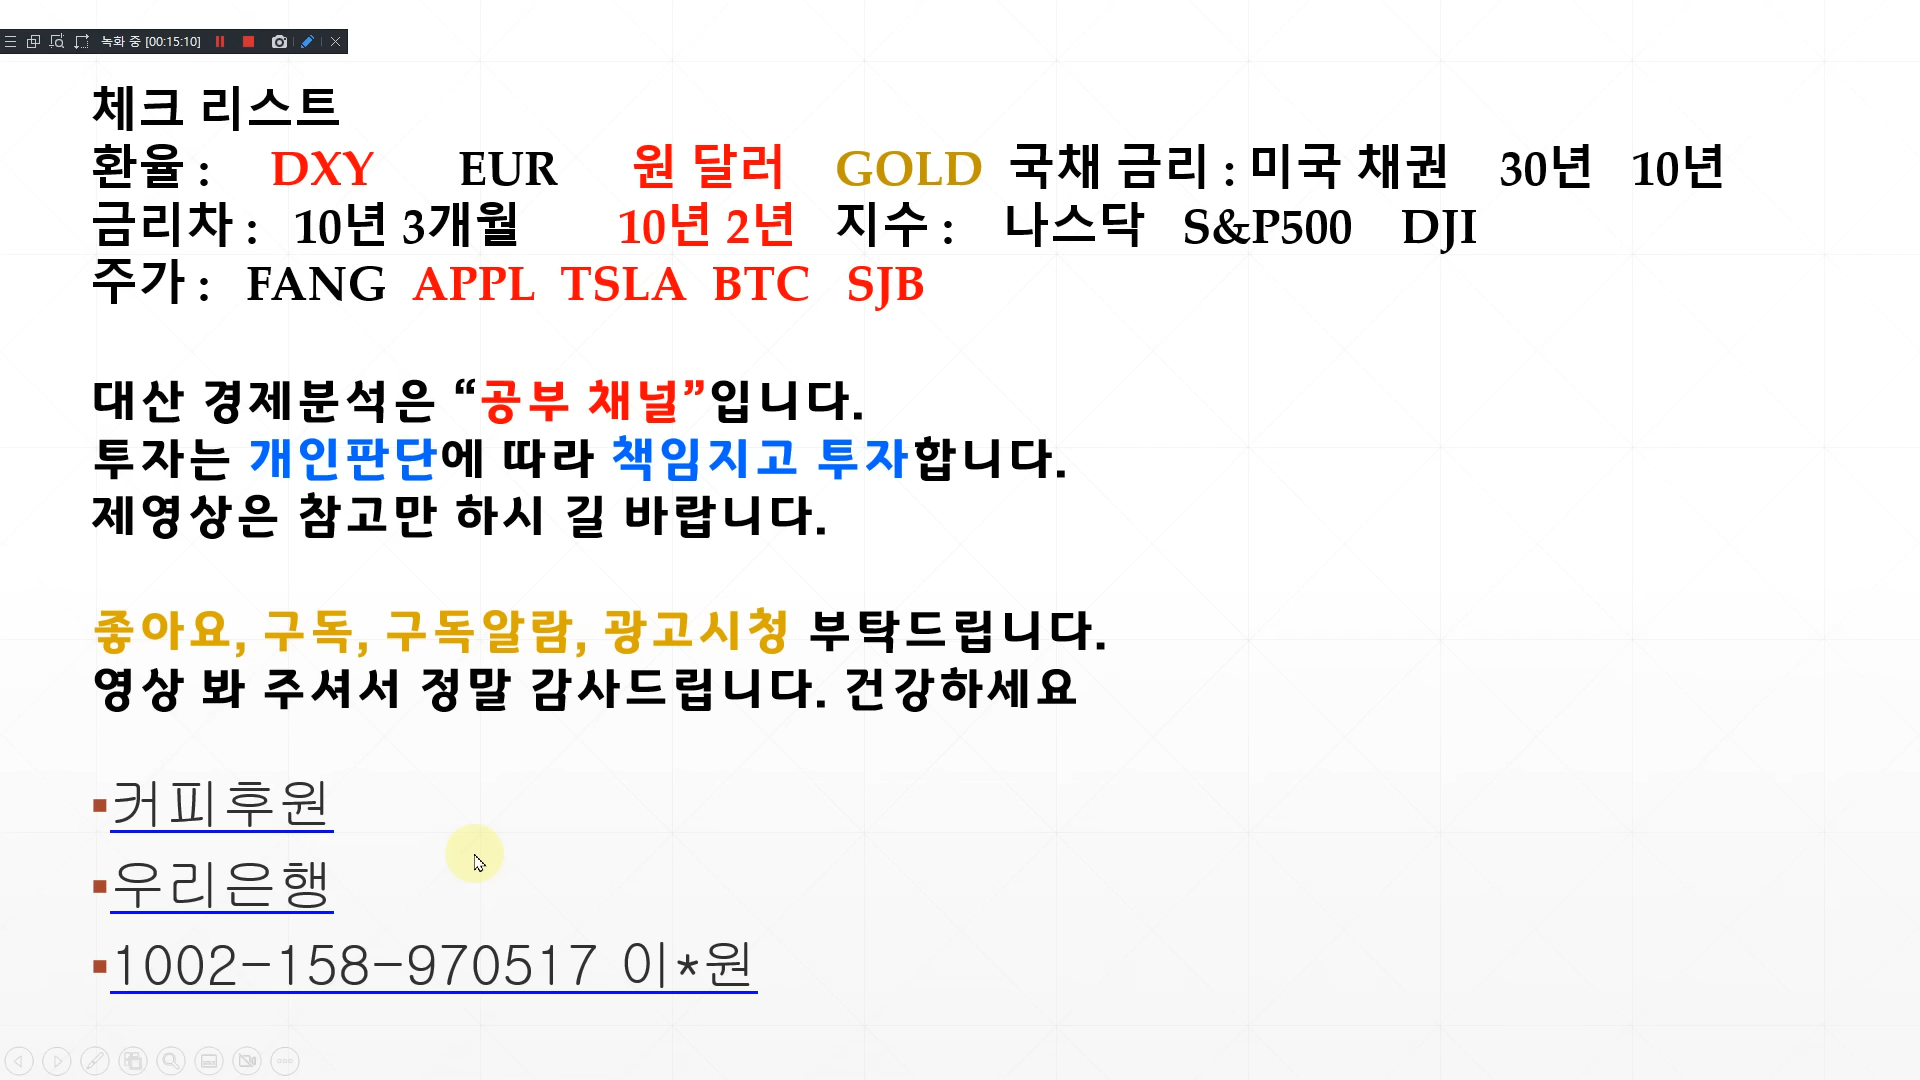 녹화 중 [00:15:10]
체크 리스트
환율 : DXY EUR 원 달러 GOLD 국채 금리 : 미국 채권 30년 10년
금리차 : 10년 3개월 10년 2년 지수 : 나스닥 S&P500 DJI
주가 : FANG APPL TSLA BTC SJB
대산 경제분석은 “공부 채널”입니다.
투자는 개인판단에 따라 책임지고 투자합니다.
제영상은 참고만 하시 길 바랍니다.
좋아요, 구독, 구독알람, 광고시청 부탁드립니다.
영상 봐 주셔서 정말 감사드립니다. 건강하세요
▪커피후원
▪우리은행
▪1002-158-970517 이*원